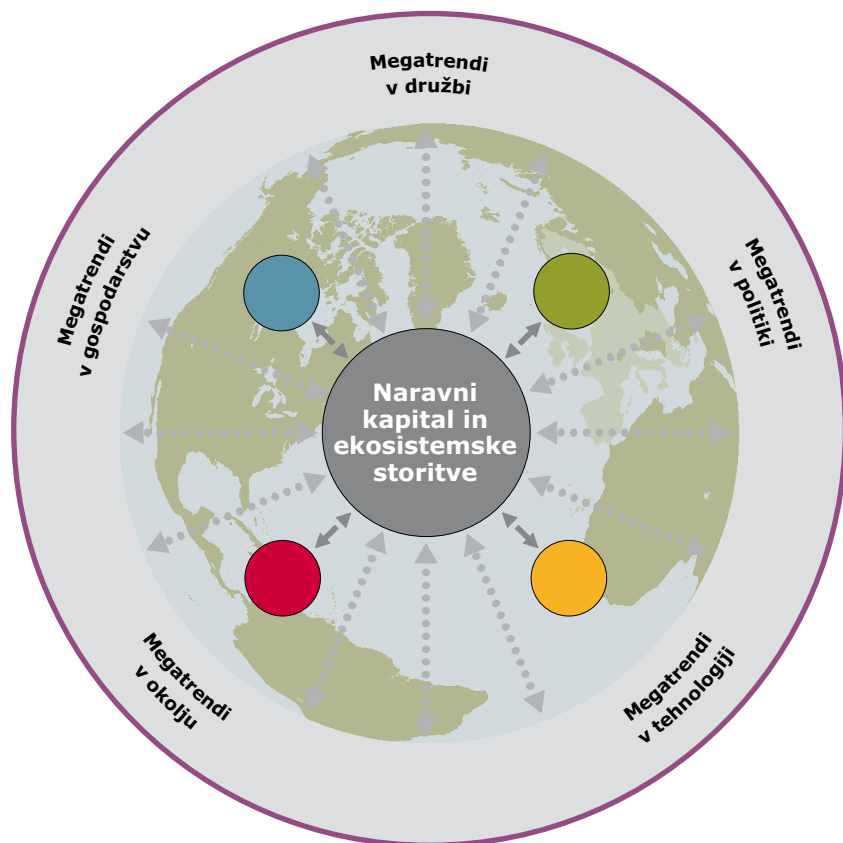 Megatrendi
v družbi
Megatrendi
v gospodarstvu
Megatrendi
v politiki
Naravni
kapital in
ekosistemske
storitve
Megatrendi
v okolju
Megatrendi
v tehnologiji